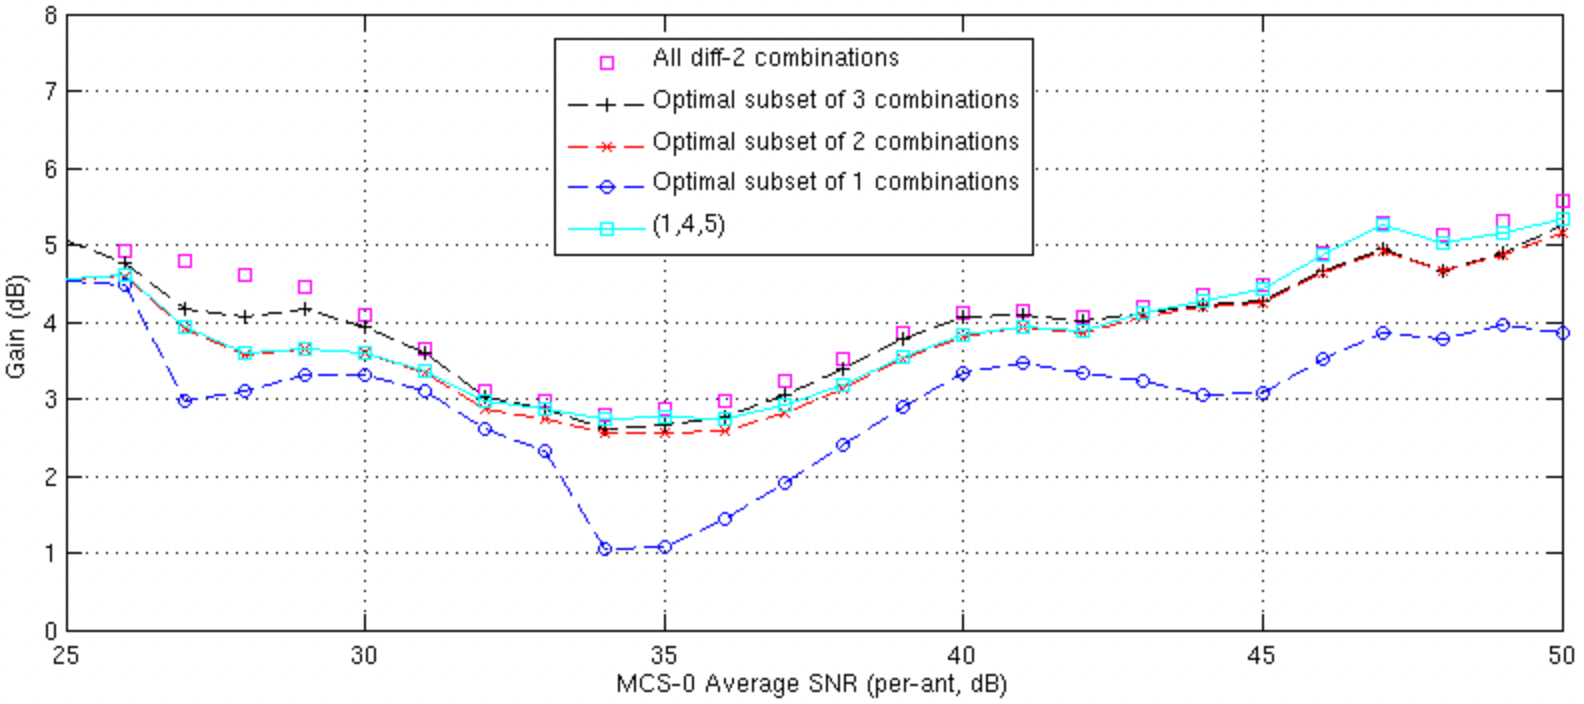 8
7
6
5
4
3
2
1
0
Gain (dB)
All diff-2 combinations
Optimal subset of 3 combinations
Optimal subset of 2 combinations
Optimal subset of 1 combinations
(1,4,5)
25 30 35 40 45 50
MCS-0 Average SNR (per-ant, dB)